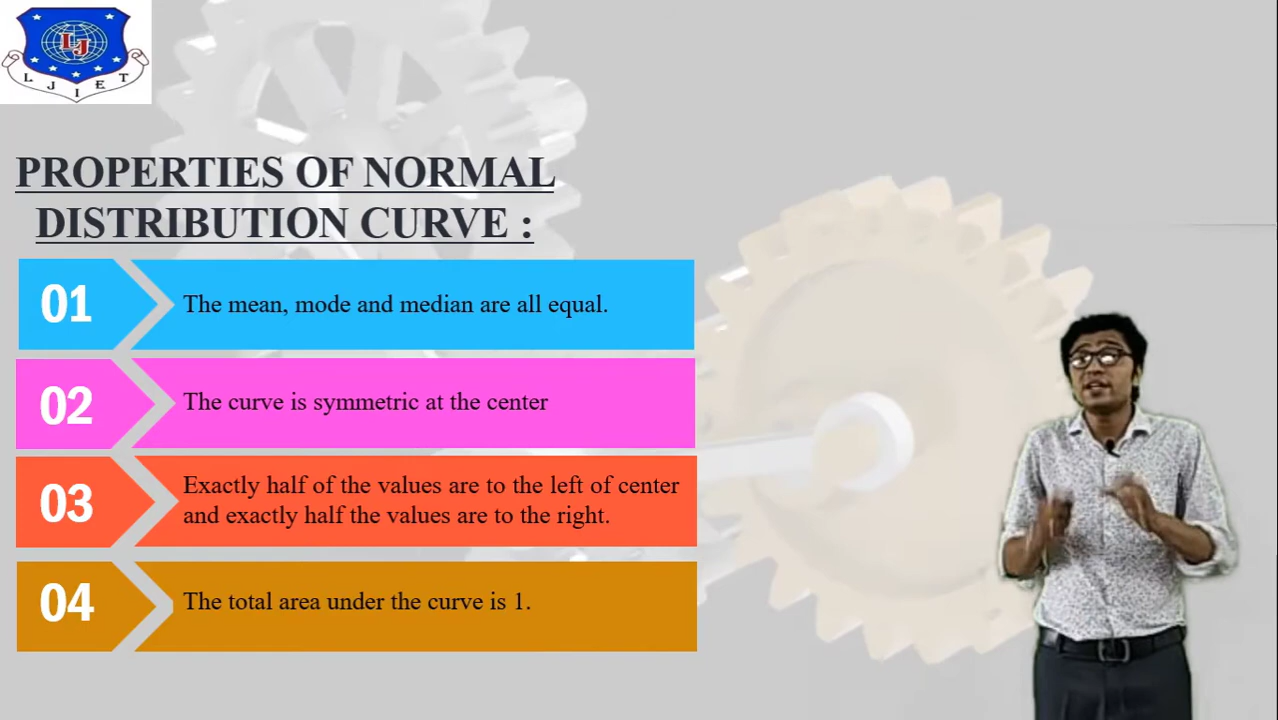 LJ
LJIET
PROPERTIES OF NORMAL
DISTRIBUTION CURVE :
01
The mean, mode and median are all equal.
02
The curve is symmetric at the center
03
Exactly half of the values are to the left of center
and exactly half the values are to the right.
04
The total area under the curve is 1.